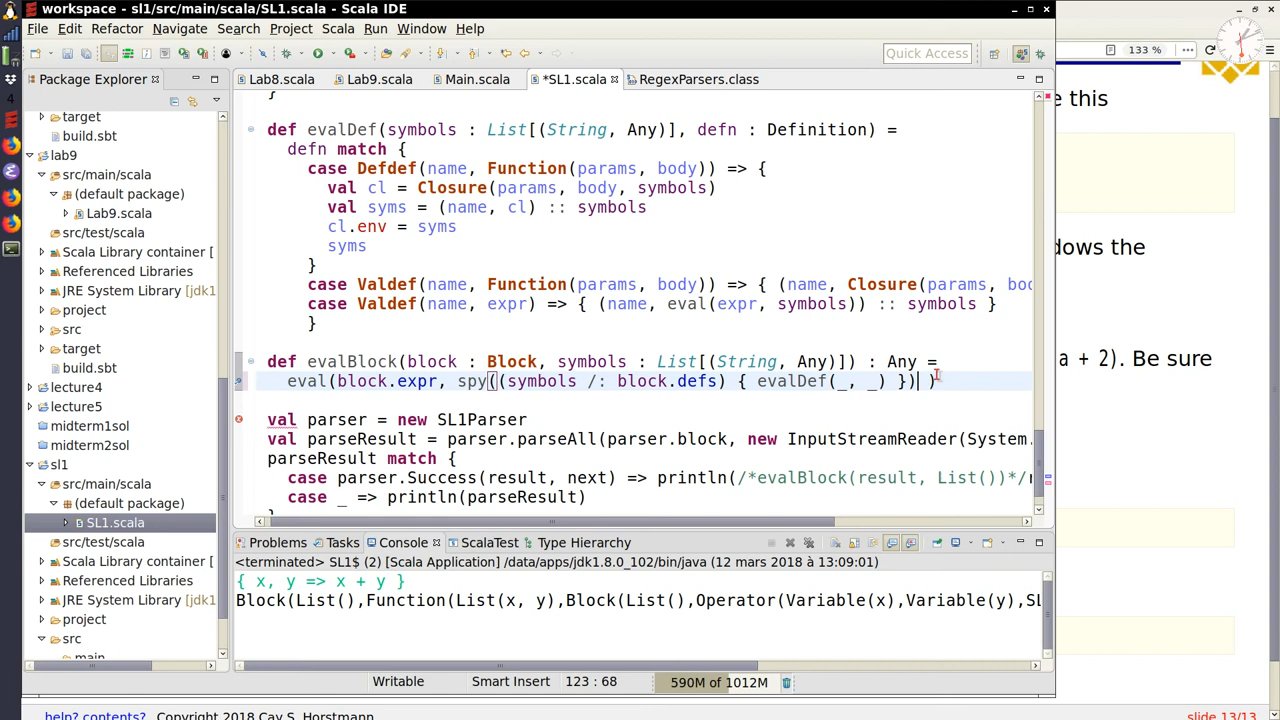 workspace - sl1/src/main/scala/SL1.scala - Scala IDE
File Edit Refactor Navigate Search Project Scala Run Window Help
133 %
Quick Access
Package Explorer
Lab8.scala
Lab9.scala
Main.scala
*SL1.scala
RegexParsers.class
target
build.sbt
lab9
src/main/scala
(default package)
Lab9.scala
src/test/scala
Scala Library container [
Referenced Libraries
JRE System Library [jdk1
project
src
target
build.sbt
lecture4
lecture5
midterm1sol
midterm2sol
sl1
src/main/scala
(default package)
SL1.scala
src/test/scala
Scala Library container [
Referenced Libraries
JRE System Library [jdk1
project
src
main
}
def evalDef(symbols : List[(String, Any)], defn : Definition) =
defn match {
case Defdef(name, Function(params, body)) => {
val cl = Closure(params, body, symbols)
val syms = (name, cl) :: symbols
cl.env = syms
syms
}
case Valdef(name, Function(params, body)) => { (name, Closure(params, bo
case Valdef(name, expr) => { (name, eval(expr, symbols)) :: symbols }
}
def evalBlock(block : Block, symbols : List[(String, Any)]) : Any =
eval(block.expr, spy((symbols /: block.defs) { evalDef(_, _) }) )
val parser = new SL1Parser
val parseResult = parser.parseAll(parser.block, new InputStreamReader(System.
parseResult match {
case parser.Success(result, next) => println(/*evalBlock(result, List())*/r
case _ => println(parseResult)
}
Problems Tasks Console ScalaTest Type Hierarchy
<terminated> SL1$ (2) [Scala Application] /data/apps/jdk1.8.0_102/bin/java (12 mars 2018 à 13:09:01)
{ x, y => x + y }
Block(List(),Function(List(x, y),Block(List(),Operator(Variable(x),Variable(y),SL
Writable Smart Insert 123 : 68 590M of 1012M
e this
dows the
a + 2). Be sure
help? contents? Copyright 2018 Cay S. Horstmann
slide 13/13
4